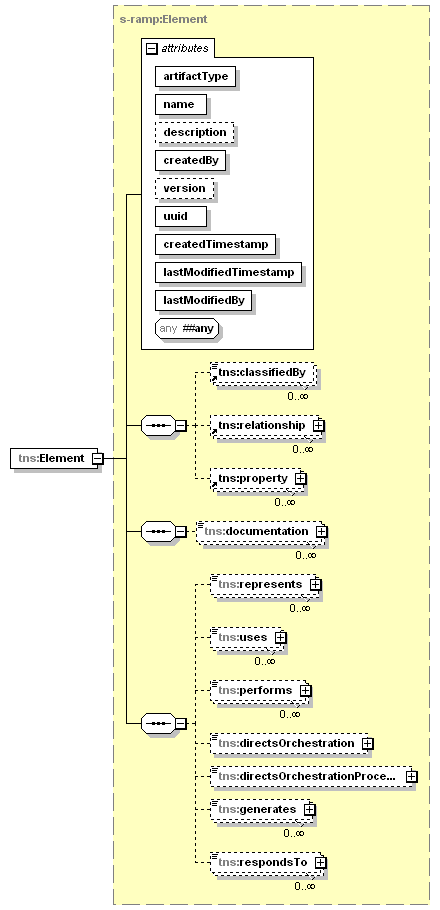 s-ramp:Element
attributes
artifactType
name
description
createdBy
version
uuid
createdTimestamp
lastModifiedTimestamp
lastModifiedBy
any ##any
tns:classifiedBy
0..∞
tns:relationship
0..∞
tns:property
0..∞
tns:Element
tns:documentation
0..∞
tns:represents
0..∞
tns:uses
0..∞
tns:performs
0..∞
tns:directsOrchestration
tns:directsOrchestrationProce...
tns:generates
0..∞
tns:respondsTo
0..∞